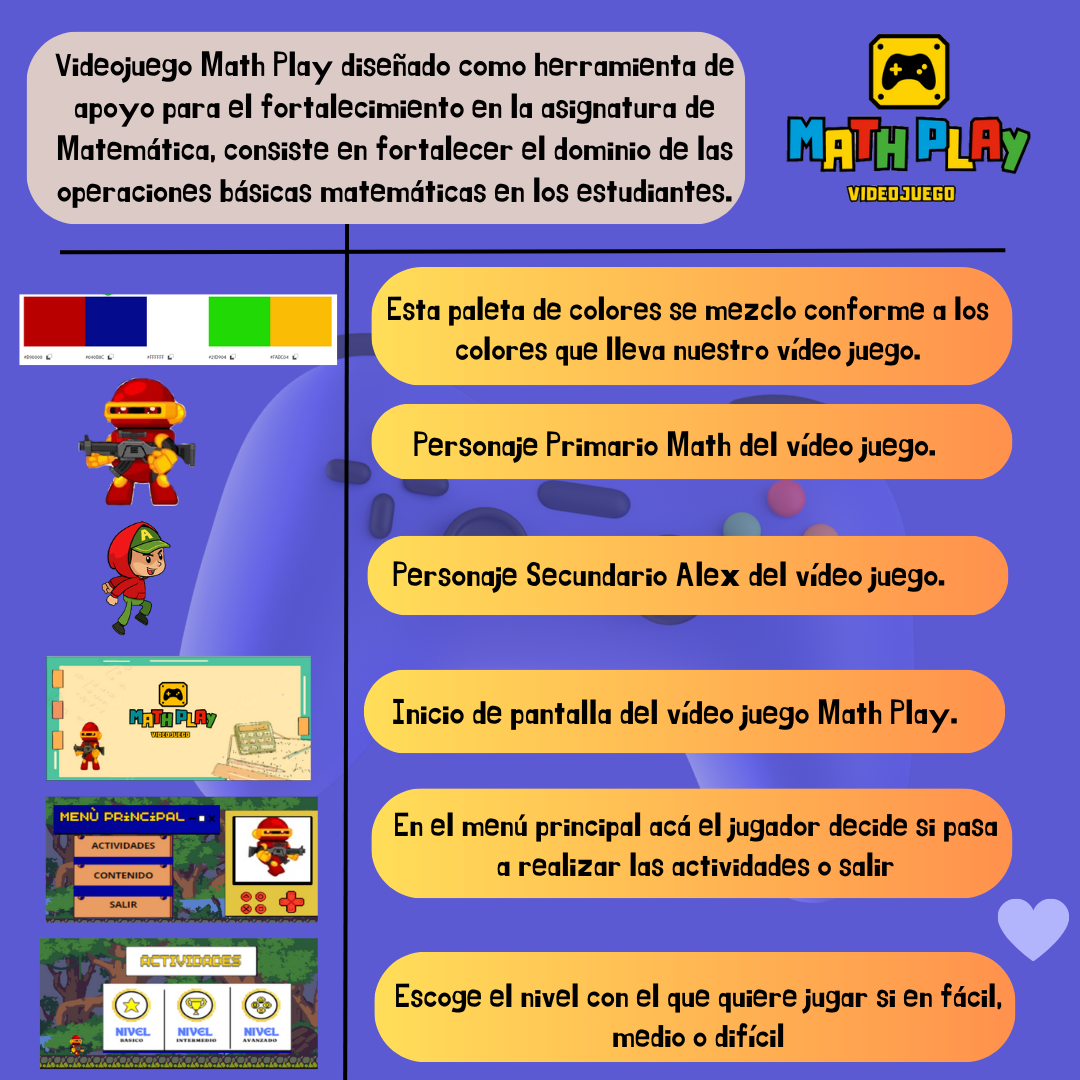 Videojuego Math Play diseñado como herramienta de
apoyo para el fortalecimiento en la asignatura de
Matemática, consiste en fortalecer el dominio de las
operaciones básicas matemáticas en los estudiantes.
MATH PLAY
VIDEOJUEGO
Esta paleta de colores se mezclo conforme a los
colores que lleva nuestro vídeo juego.
#FFFFFF
Personaje Primario Math del vídeo juego.
A
Personaje Secundario Alex del vídeo juego.
MATH PLAY
VIDEOJUEGO
Inicio de pantalla del vídeo juego Math Play.
MENÙ PRiNCiPAL
ACTIVIDADES
CONTENIDO
SALIR
En el menú principal acá el jugador decide si pasa
a realizar las actividades o salir
ACTIVIDADES
NIVEL
BASICO
NIVEL
INTERMEDIO
NIVEL
AVANZADO
Escoge el nivel con el que quiere jugar si en fácil,
medio o difícil